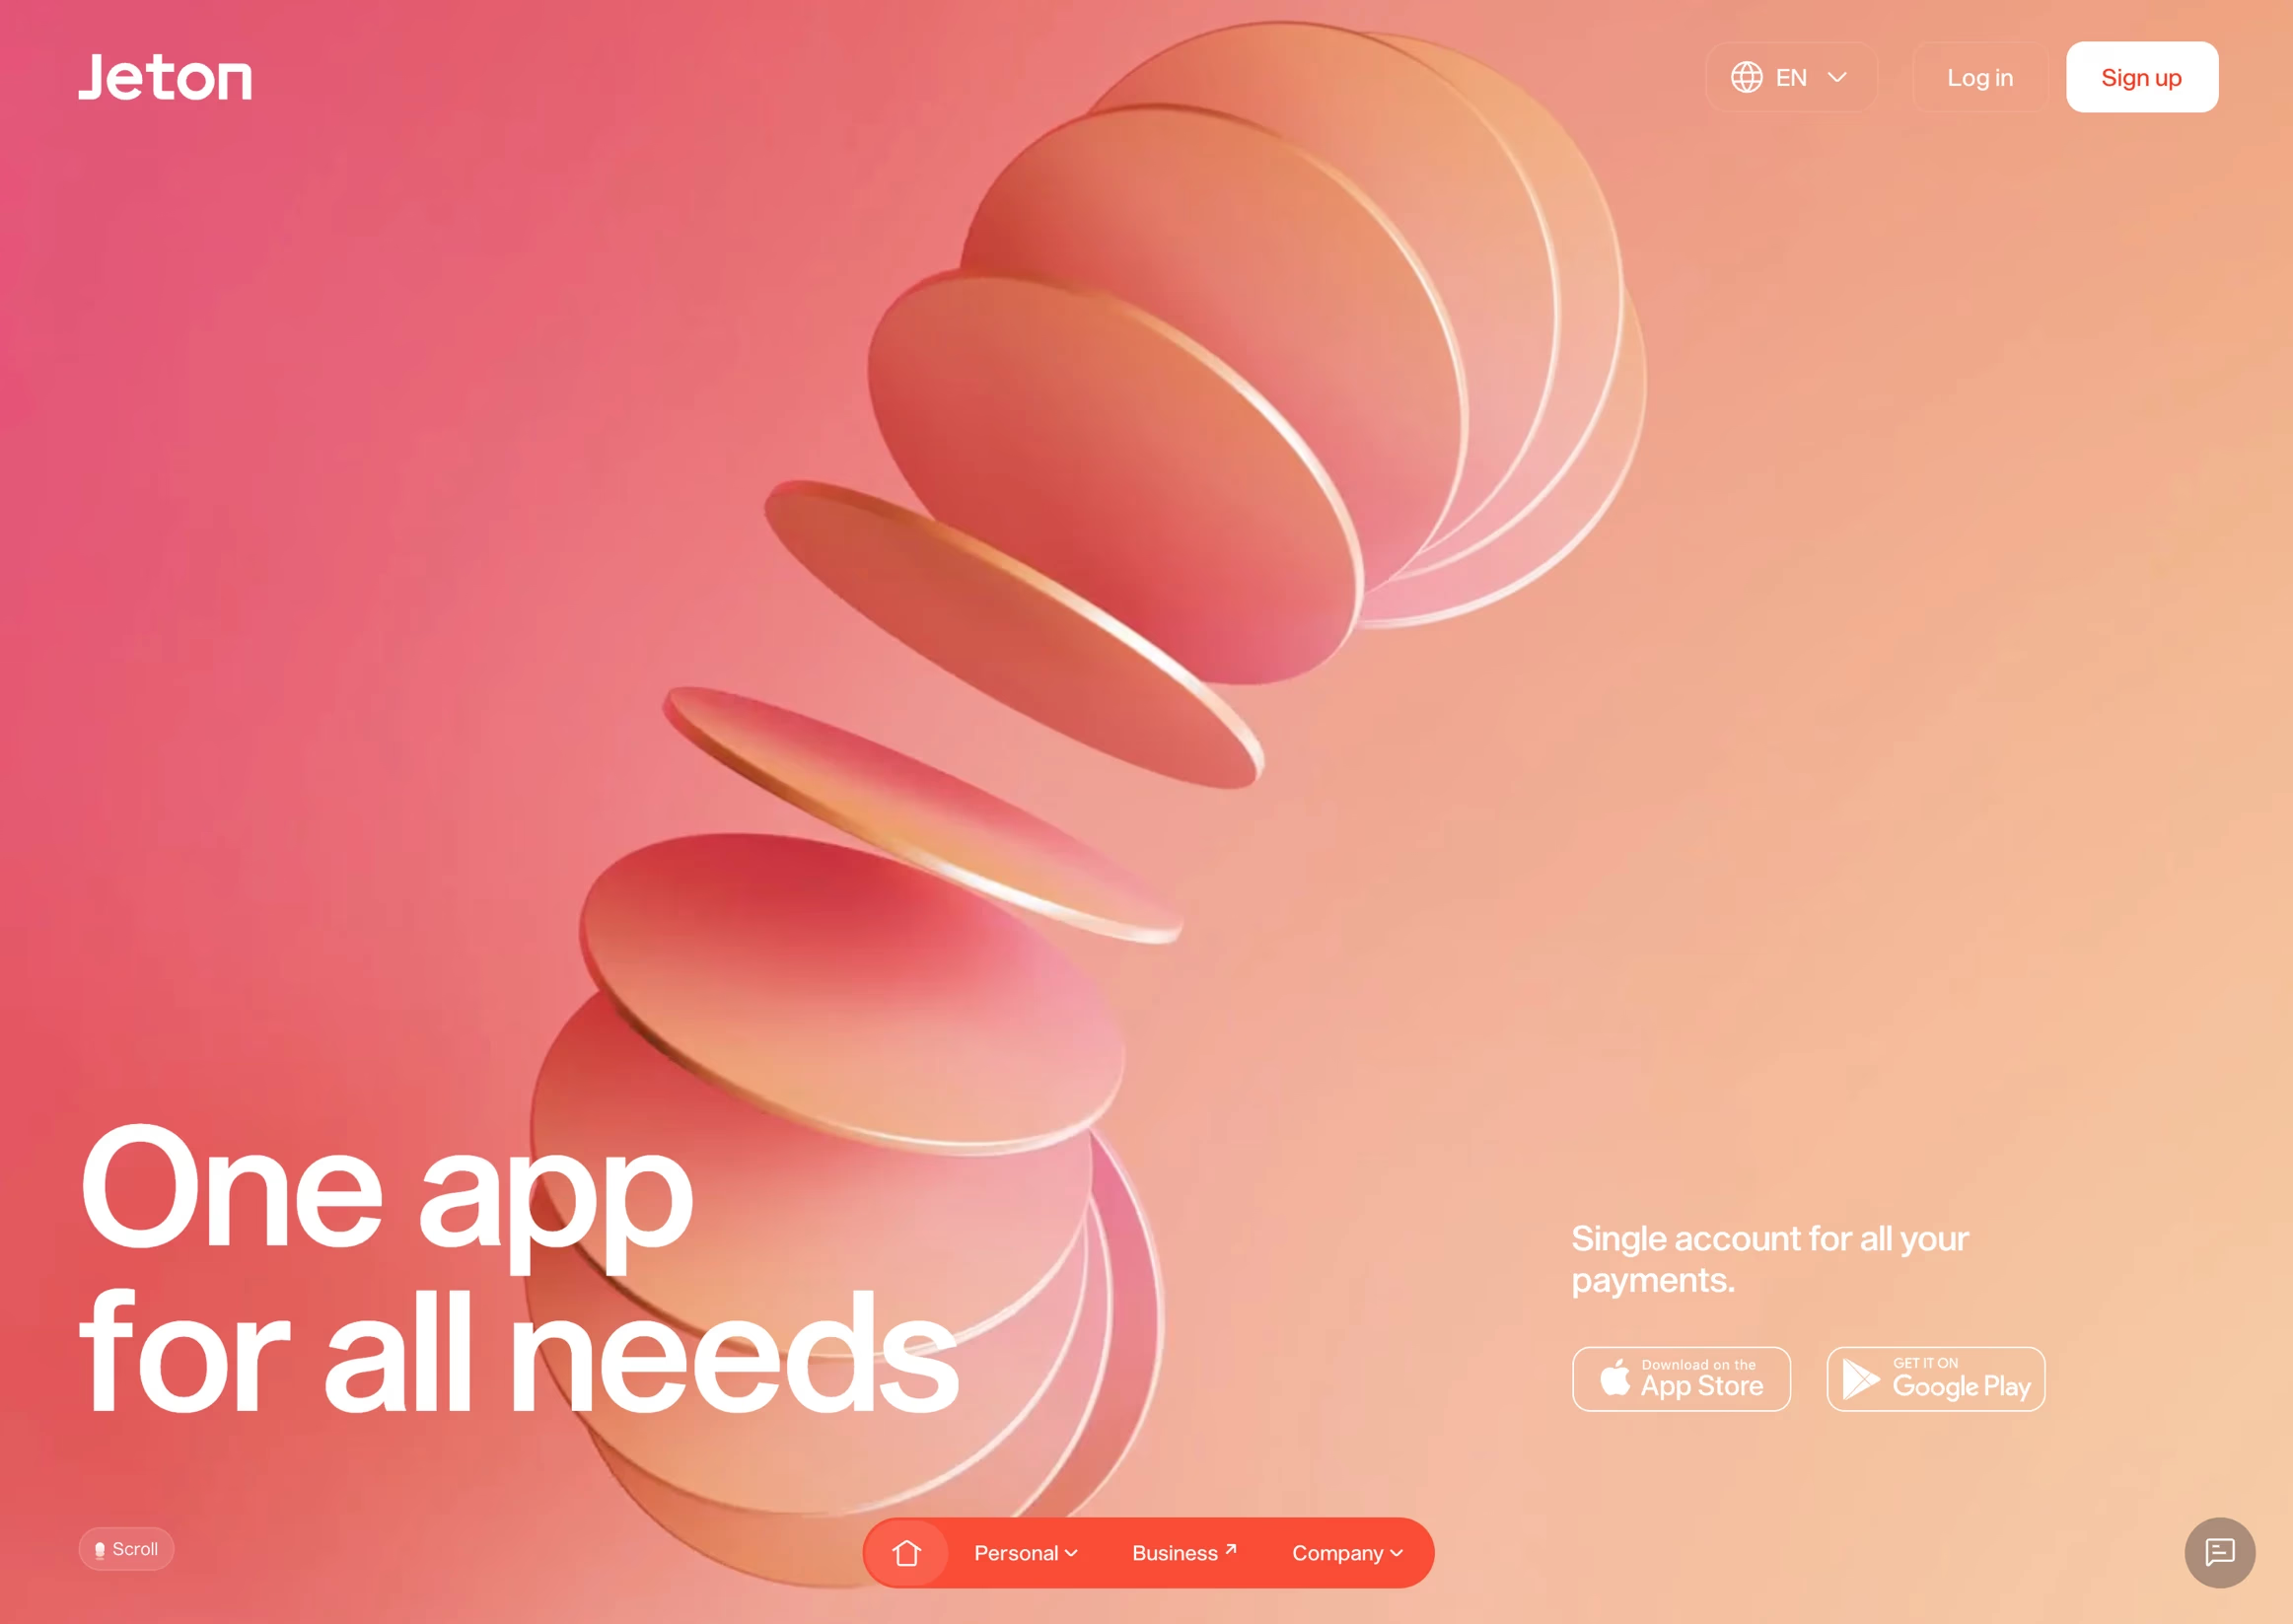 Jeton
EN
Log in
Sign up
One app
for all needs
Single account for all your
payments.
Download on the
App Store
GET IT ON
Google Play
Scroll
Personal
Business
Company